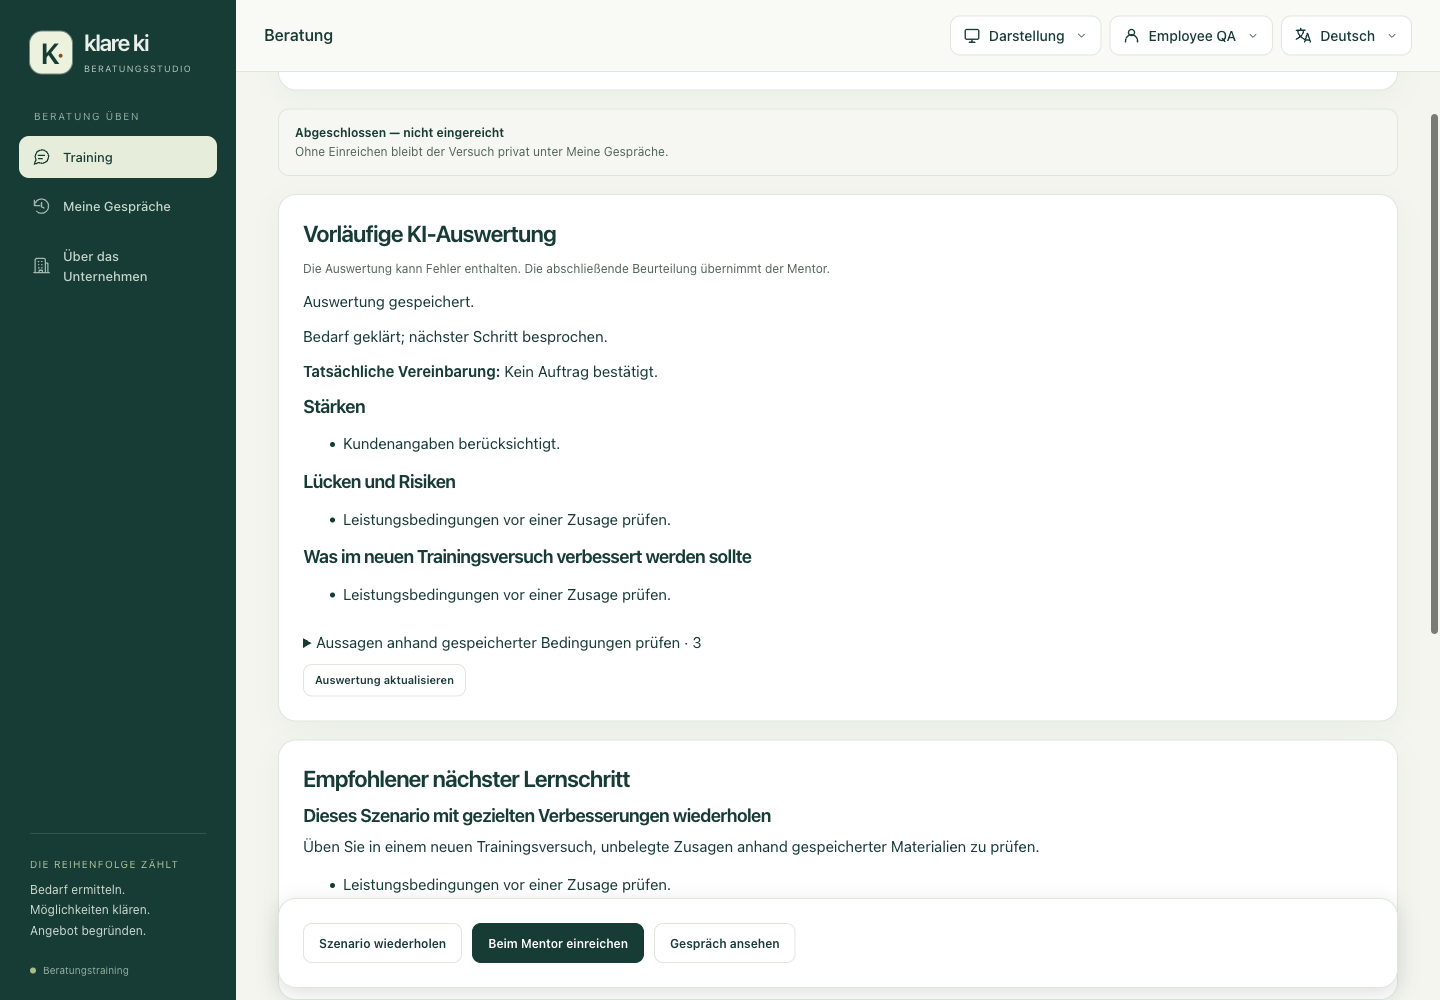 K
klare ki
BERATUNGSSTUDIO
BERATUNG ÜBEN
Training
Meine Gespräche
Über das
Unternehmen
DIE REIHENFOLGE ZÄHLT
Bedarf ermitteln.
Möglichkeiten klären.
Angebot begründen.
Beratungstraining
Beratung
Darstellung
Employee QA
Deutsch
Abgeschlossen — nicht eingereicht
Ohne Einreichen bleibt der Versuch privat unter Meine Gespräche.
Vorläufige KI-Auswertung
Die Auswertung kann Fehler enthalten. Die abschließende Beurteilung übernimmt der Mentor.
Auswertung gespeichert.
Bedarf geklärt; nächster Schritt besprochen.
Tatsächliche Vereinbarung: Kein Auftrag bestätigt.
Stärken
• Kundenangaben berücksichtigt.
Lücken und Risiken
• Leistungsbedingungen vor einer Zusage prüfen.
Was im neuen Trainingsversuch verbessert werden sollte
• Leistungsbedingungen vor einer Zusage prüfen.
▶ Aussagen anhand gespeicherter Bedingungen prüfen · 3
Auswertung aktualisieren
Empfohlener nächster Lernschritt
Dieses Szenario mit gezielten Verbesserungen wiederholen
Üben Sie in einem neuen Trainingsversuch, unbelegte Zusagen anhand gespeicherter Materialien zu prüfen.
• Leistungsbedingungen vor einer Zusage prüfen.
Szenario wiederholen
Beim Mentor einreichen
Gespräch ansehen